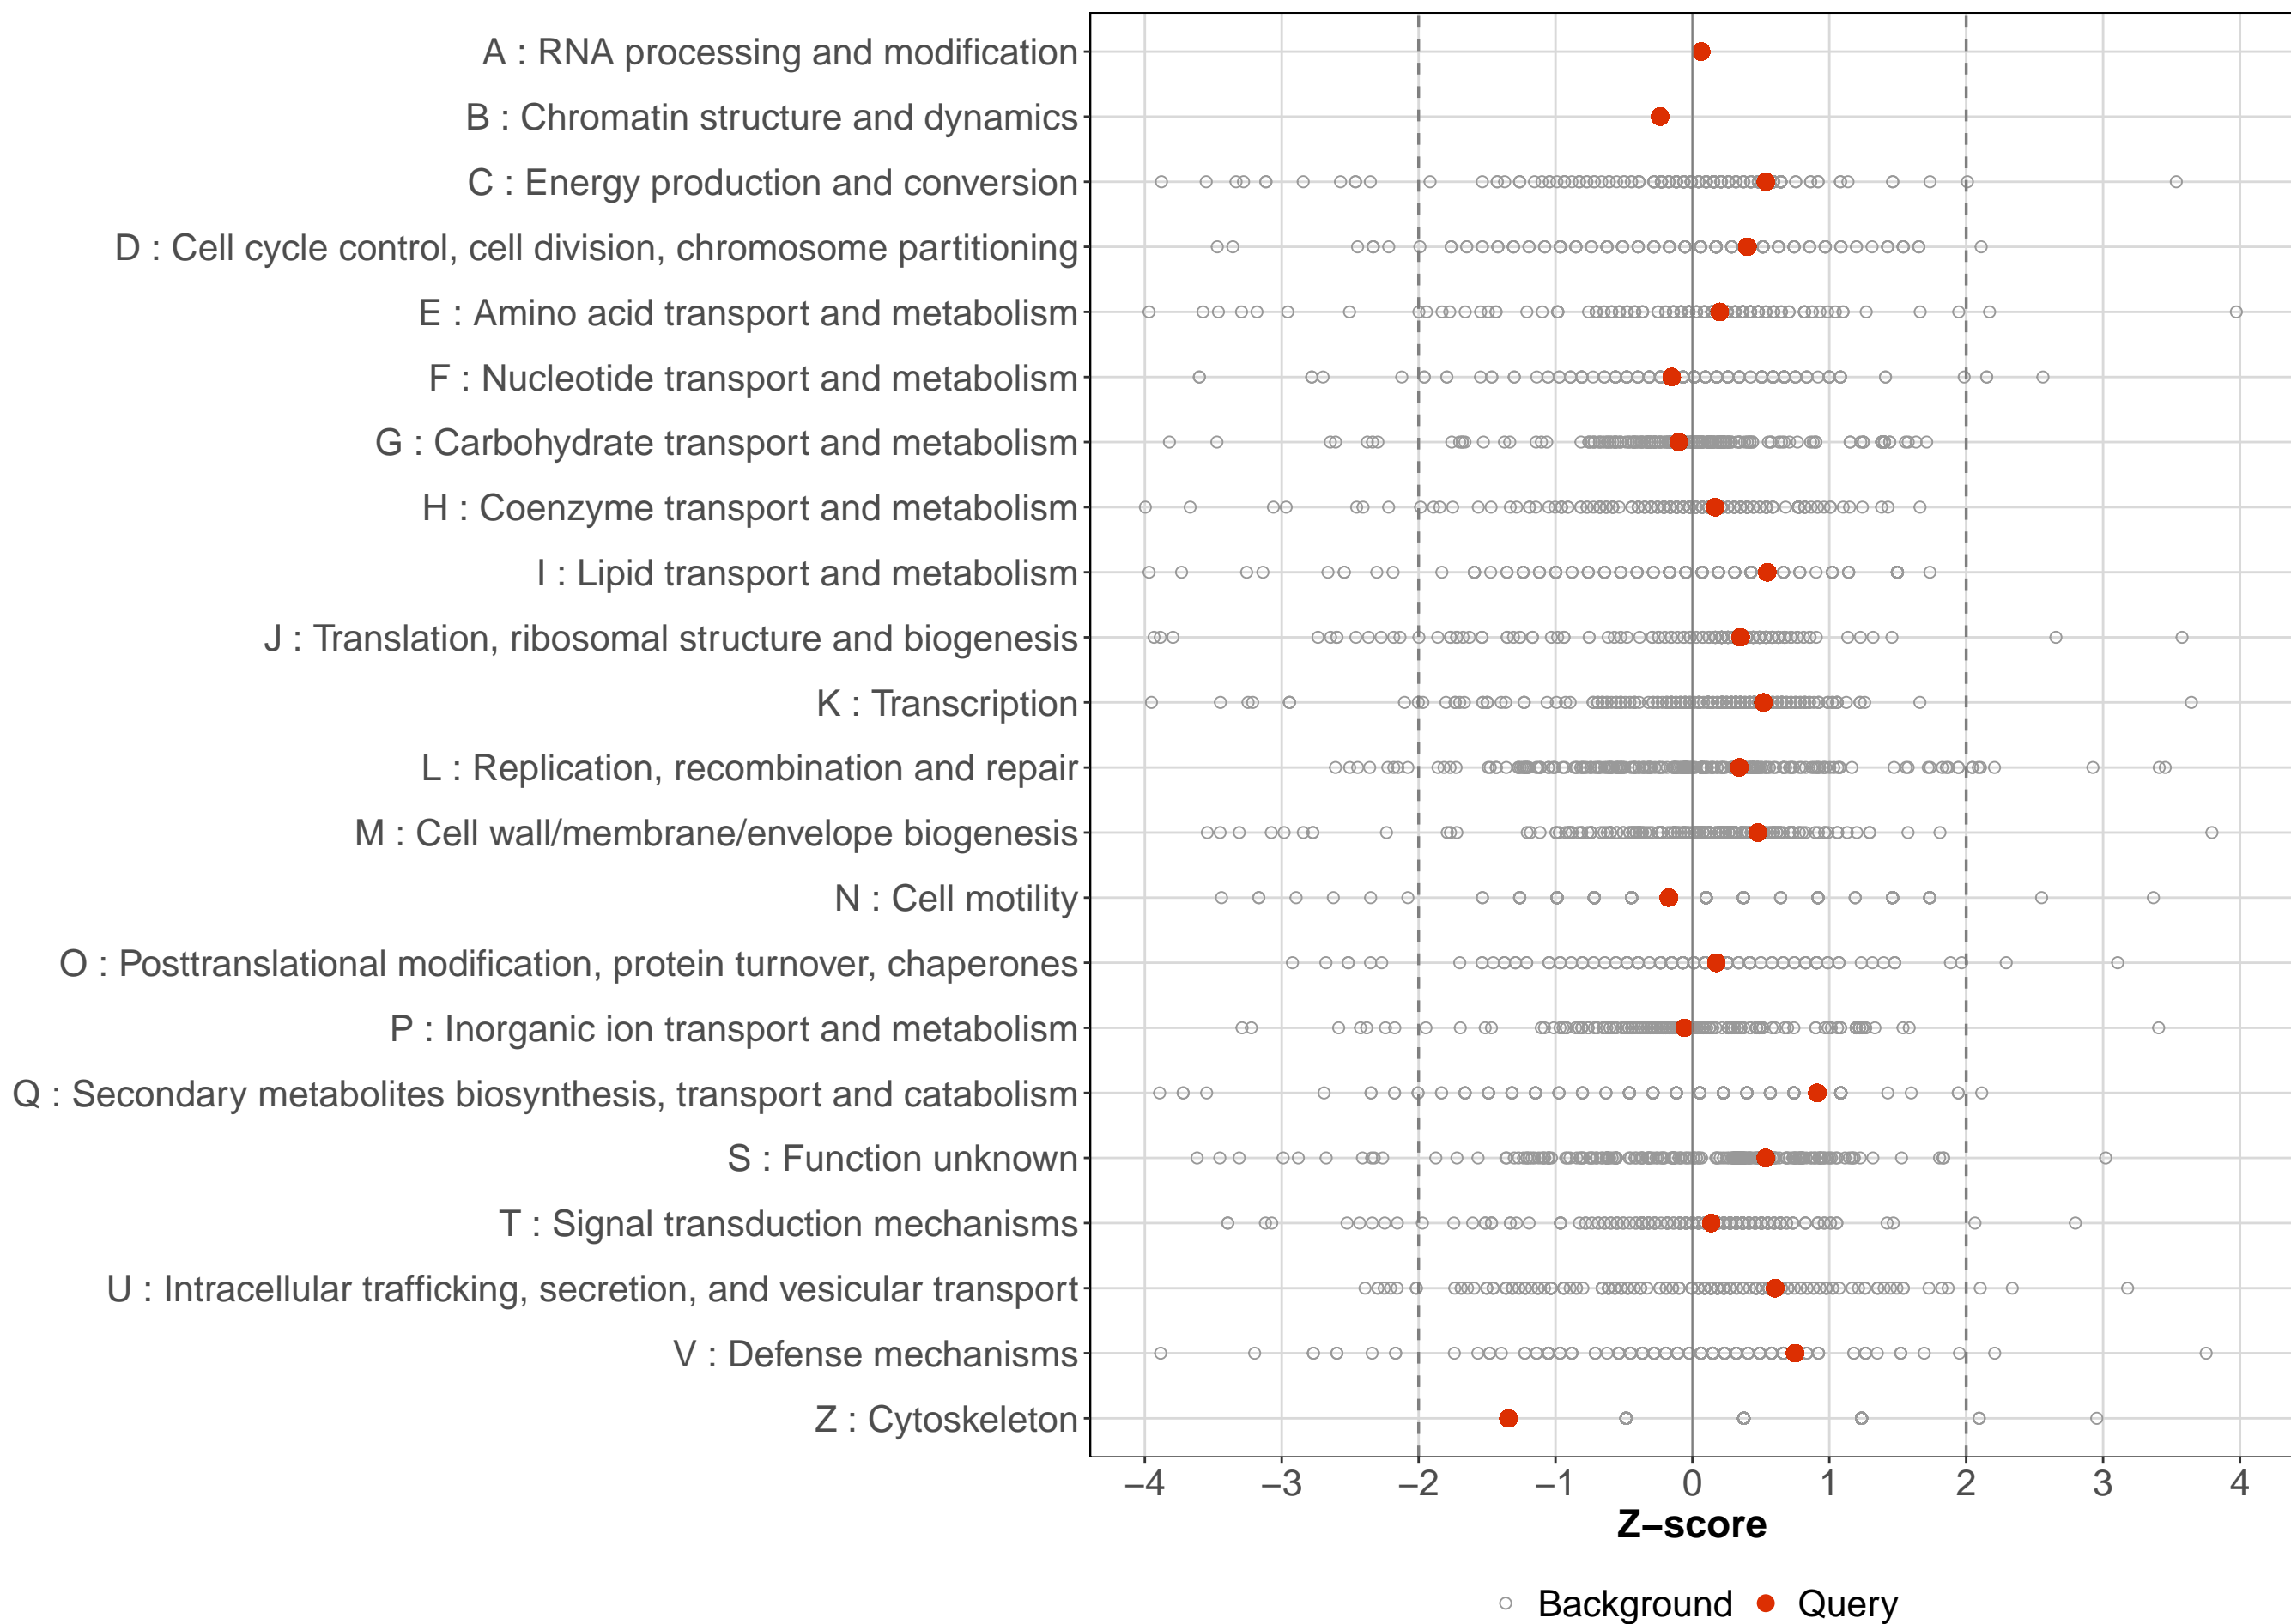 A : RNA processing and modification
B : Chromatin structure and dynamics
C : Energy production and conversion
D : Cell cycle control, cell division, chromosome partitioning
E : Amino acid transport and metabolism
F : Nucleotide transport and metabolism
G : Carbohydrate transport and metabolism
H : Coenzyme transport and metabolism
I : Lipid transport and metabolism
J : Translation, ribosomal structure and biogenesis
K : Transcription
L : Replication, recombination and repair
M : Cell wall/membrane/envelope biogenesis
N : Cell motility
O : Posttranslational modification, protein turnover, chaperones
P : Inorganic ion transport and metabolism
Q : Secondary metabolites biosynthesis, transport and catabolism
S : Function unknown
T : Signal transduction mechanisms
U : Intracellular trafficking, secretion, and vesicular transport
V : Defense mechanisms
Z : Cytoskeleton
−4 −3 −2 −1 0 1 2 3 4
Z−score
Background Query